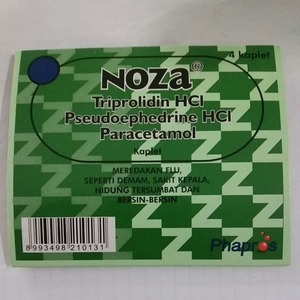 4 kaplet
NOZA®
Triprolidin HCl
Pseudoephedrine HCl
Paracetamol
Kaplet
MEREDAKAN FLU,
SEPERTI DEMAM, SAKIT KEPALA,
HIDUNG TERSUMBAT DAN
BERSIN-BERSIN
8993498 210131
Phapros